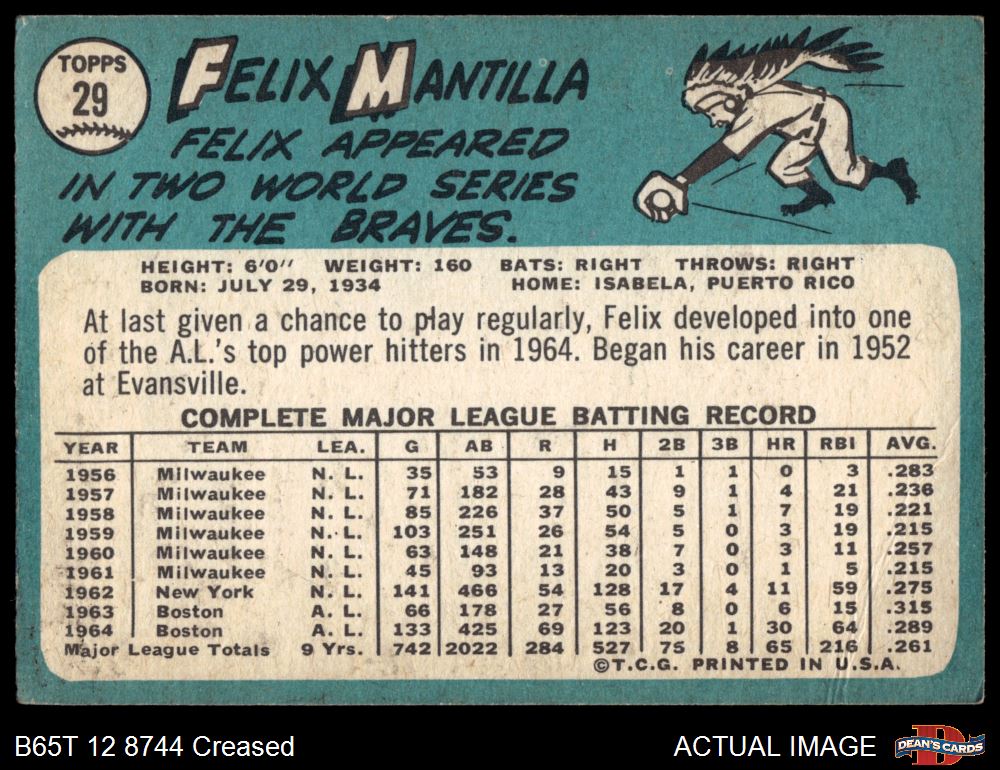 TOPPS
29
FELIX MANTILLA
FELIX APPEARED
IN TWO WORLD SERIES
WITH THE BRAVES.
HEIGHT: 6'0" WEIGHT: 160 BATS: RIGHT THROWS: RIGHT
BORN: JULY 29, 1934 HOME: ISABELA, PUERTO RICO
At last given a chance to play regularly, Felix developed into one
of the A.L.'s top power hitters in 1964. Began his career in 1952
at Evansville.
COMPLETE MAJOR LEAGUE BATTING RECORD
YEAR TEAM LEA. G AB R H 2B 3B HR RBI AVG.
1956 Milwaukee N. L. 35 53 9 15 1 1 0 3 .283
1957 Milwaukee N. L. 71 182 28 43 9 1 4 21 .236
1958 Milwaukee N. L. 85 226 37 50 5 1 7 19 .221
1959 Milwaukee N. L. 103 251 26 54 5 0 3 19 .215
1960 Milwaukee N. L. 63 148 21 38 7 0 3 11 .257
1961 Milwaukee N. L. 45 93 13 20 3 0 1 5 .215
1962 New York N. L. 141 466 54 128 17 4 11 59 .275
1963 Boston A. L. 66 178 27 56 8 0 6 15 .315
1964 Boston A. L. 133 425 69 123 20 1 30 64 .289
Major League Totals 9 Yrs. 742 2022 284 527 75 8 65 216 .261
©T.C.G. PRINTED IN U.S.A.
B65T 12 8744 Creased
ACTUAL IMAGE
DEAN'S CARDS